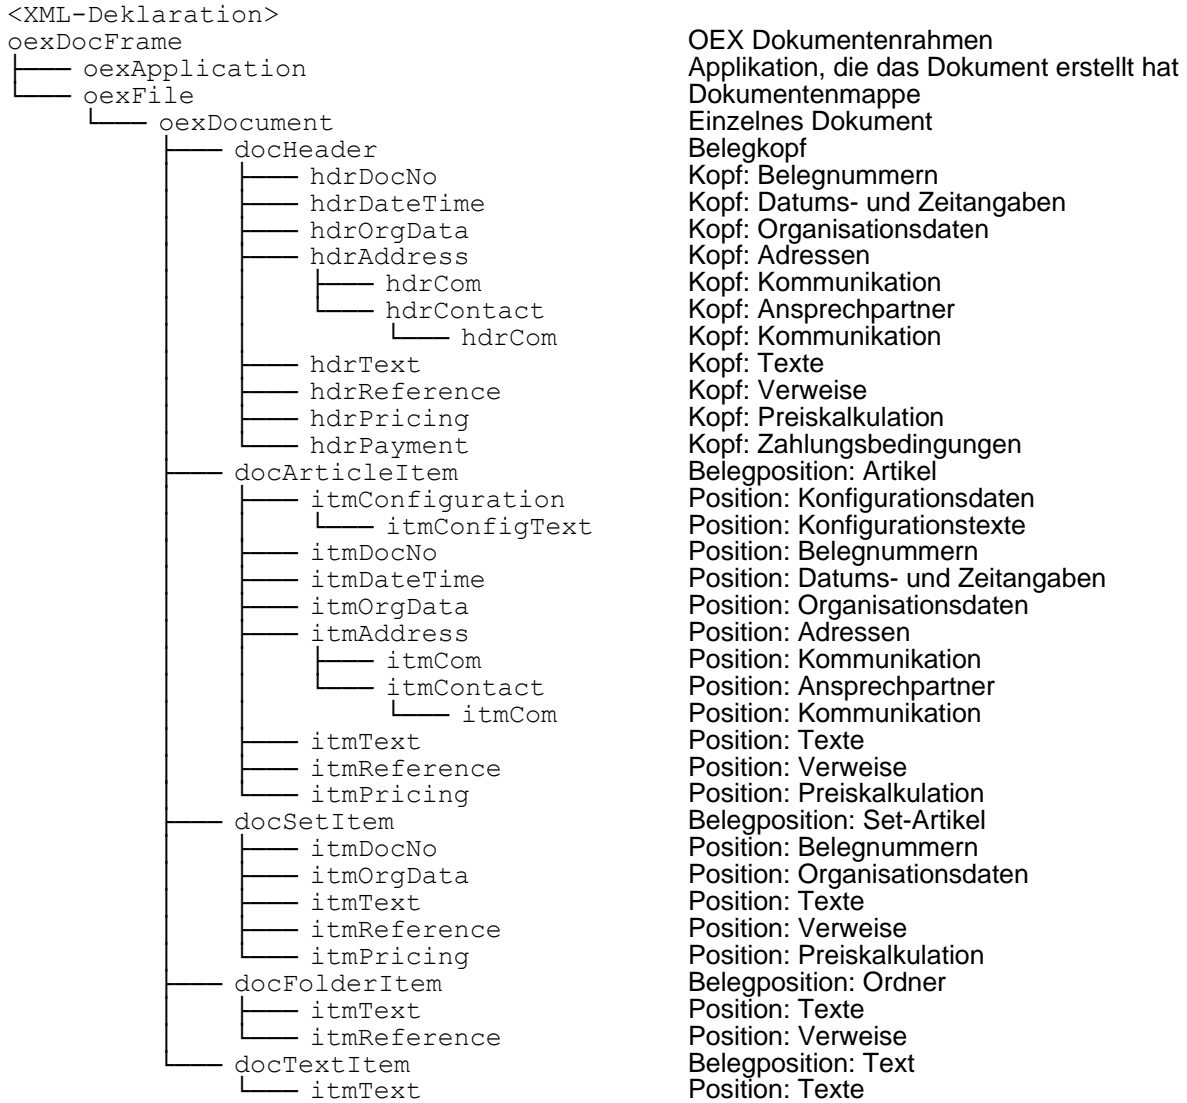 <XML-Deklaration>
oexDocFrame OEX Dokumentenrahmen
oexApplication Applikation, die das Dokument erstellt hat
oexFile Dokumentenmappe
oexDocument Einzelnes Dokument
docHeader Belegkopf
hdrDocNo Kopf: Belegnummern
hdrDateTime Kopf: Datums- und Zeitangaben
hdrOrgData Kopf: Organisationsdaten
hdrAddress Kopf: Adressen
hdrCom Kopf: Kommunikation
hdrContact Kopf: Ansprechpartner
hdrCom Kopf: Kommunikation
hdrText Kopf: Texte
hdrReference Kopf: Verweise
hdrPricing Kopf: Preiskalkulation
hdrPayment Kopf: Zahlungsbedingungen
docArticleItem Belegposition: Artikel
itmConfiguration Position: Konfigurationsdaten
itmConfigText Position: Konfigurationstexte
itmDocNo Position: Belegnummern
itmDateTime Position: Datums- und Zeitangaben
itmOrgData Position: Organisationsdaten
itmAddress Position: Adressen
itmCom Position: Kommunikation
itmContact Position: Ansprechpartner
itmCom Position: Kommunikation
itmText Position: Texte
itmReference Position: Verweise
itmPricing Position: Preiskalkulation
docSetItem Belegposition: Set-Artikel
itmDocNo Position: Belegnummern
itmOrgData Position: Organisationsdaten
itmText Position: Texte
itmReference Position: Verweise
itmPricing Position: Preiskalkulation
docFolderItem Belegposition: Ordner
itmText Position: Texte
itmReference Position: Verweise
docTextItem Belegposition: Text
itmText Position: Texte